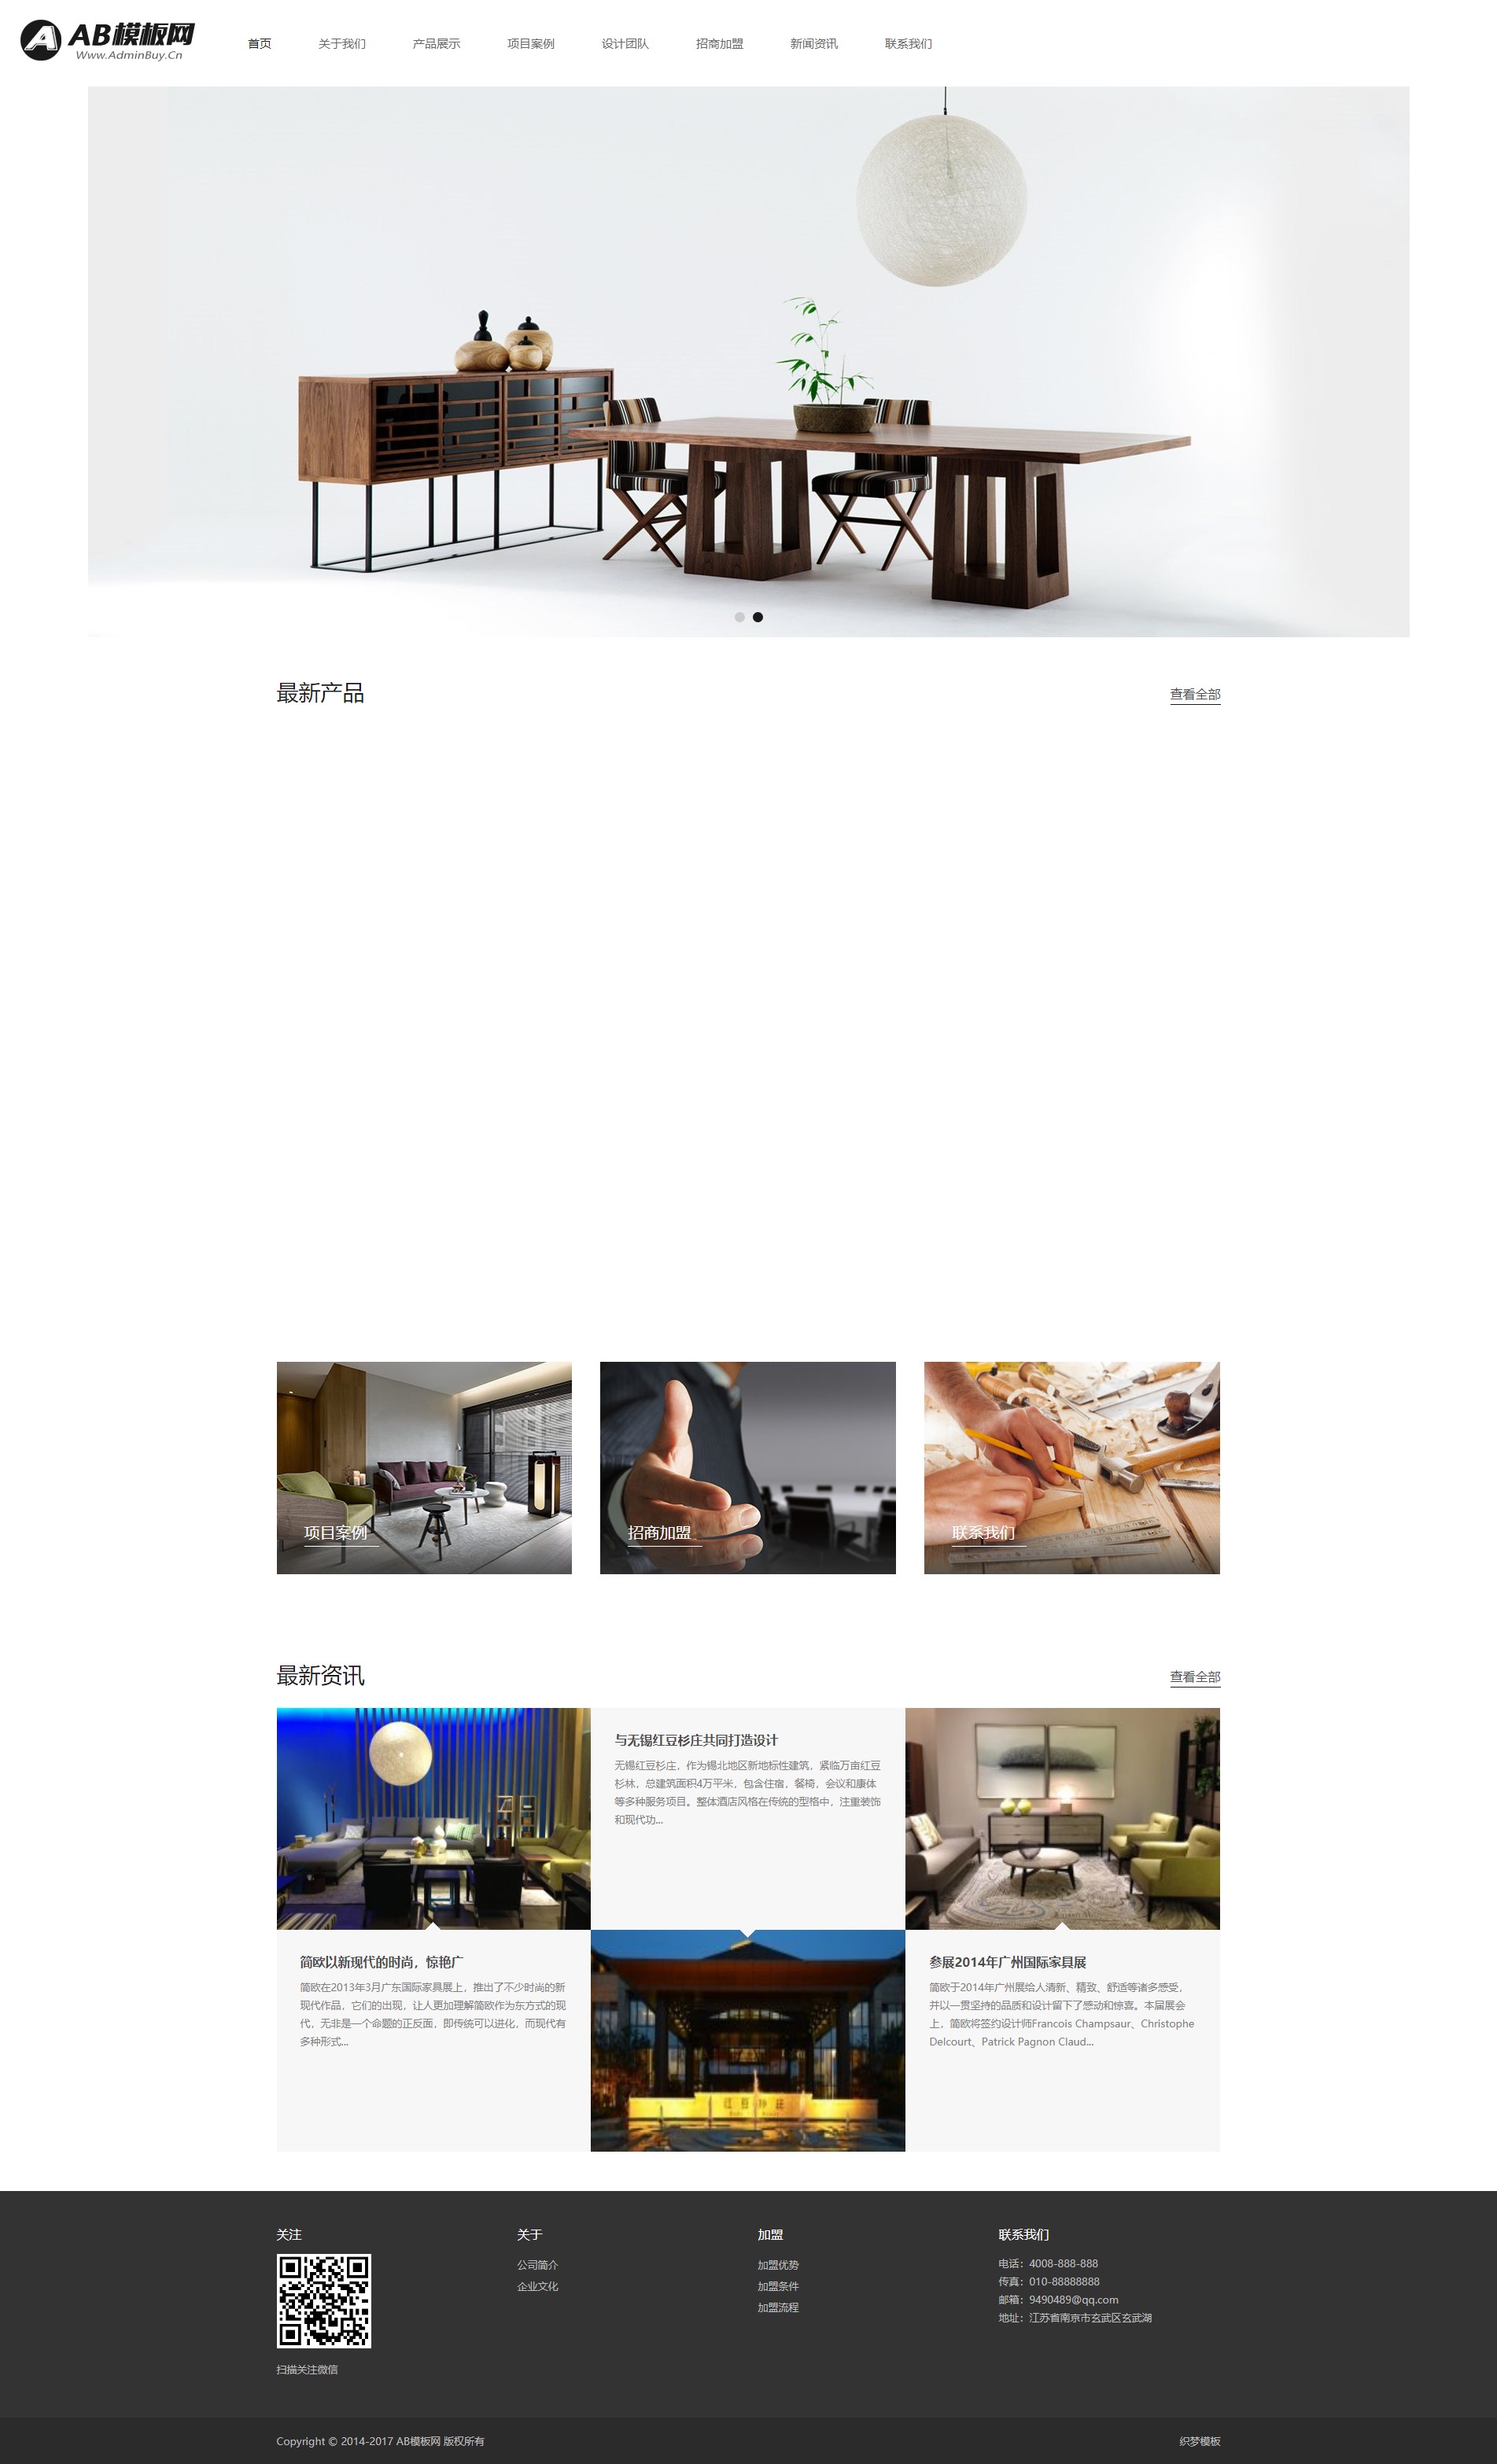 AB模板网
Www.AdminBuy.Cn
首页
关于我们
产品展示
项目案例
设计团队
招商加盟
新闻资讯
联系我们
最新产品
查看全部
项目案例
招商加盟
联系我们
最新资讯
查看全部
与无锡红豆杉庄共同打造设计
无锡红豆杉庄，作为锡北地区新地标性建筑，紧临万亩红豆
杉林，总建筑面积4万平米，包含住宿，餐椅，会议和康体
等多种服务项目。整体酒店风格在传统的型格中，注重装饰
和现代功...
简欧以新现代的时尚，惊艳广
简欧在2013年3月广东国际家具展上，推出了不少时尚的新
现代作品，它们的出现，让人更加理解简欧作为东方式的现
代，无非是一个命题的正反面，即传统可以进化，而现代有
多种形式...
参展2014年广州国际家具展
简欧于2014年广州展给人清新、精致、舒适等诸多感受，
并以一贯坚持的品质和设计留下了感动和惊喜。本届展会
上，简欧将签约设计师Francois Champsaur、Christophe
Delcourt、Patrick Pagnon Claud...
关注
扫描关注微信
关于
公司简介
企业文化
加盟
加盟优势
加盟条件
加盟流程
联系我们
电话：4008-888-888
传真：010-88888888
邮箱：9490489@qq.com
地址：江苏省南京市玄武区玄武湖
Copyright © 2014-2017 AB模板网 版权所有
织梦模板